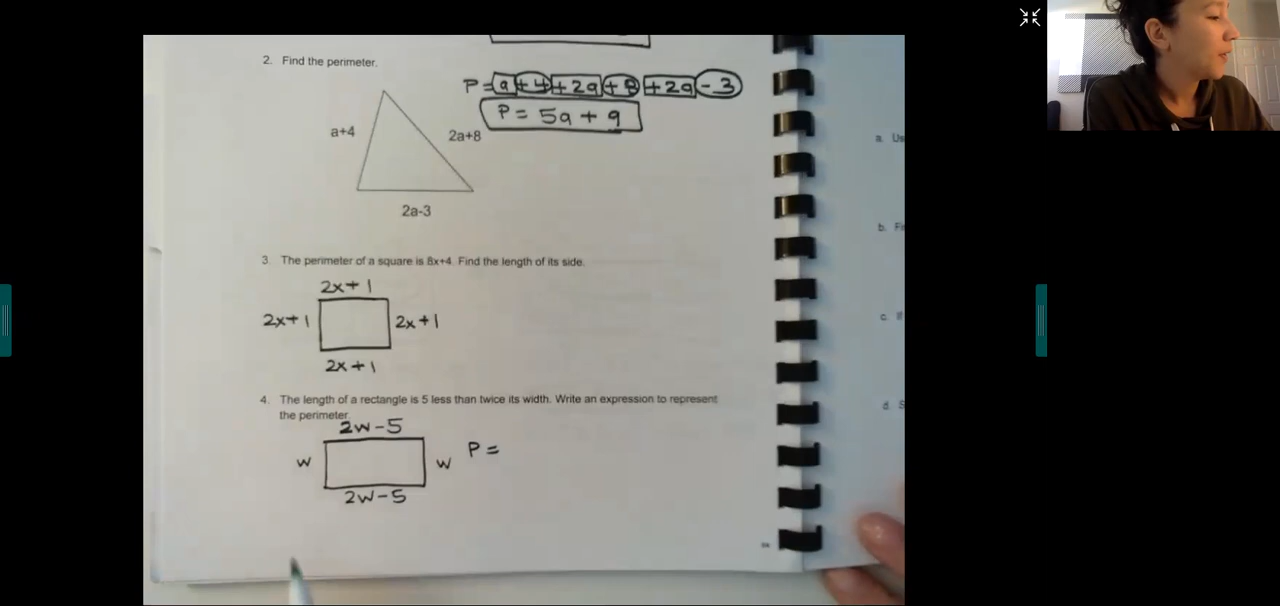 2. Find the perimeter.
P=a+4+2a+8+2a-3
P= 5a+9
a+4
2a+8
2a-3
3. The perimeter of a square is 8x+4. Find the length of its side.
2x+1
2x+1
2x+1
2x+1
4. The length of a rectangle is 5 less than twice its width. Write an expression to represent
the perimeter.
2w-5
w
w
P=
2w-5
a. Us
b.
c.
d. S